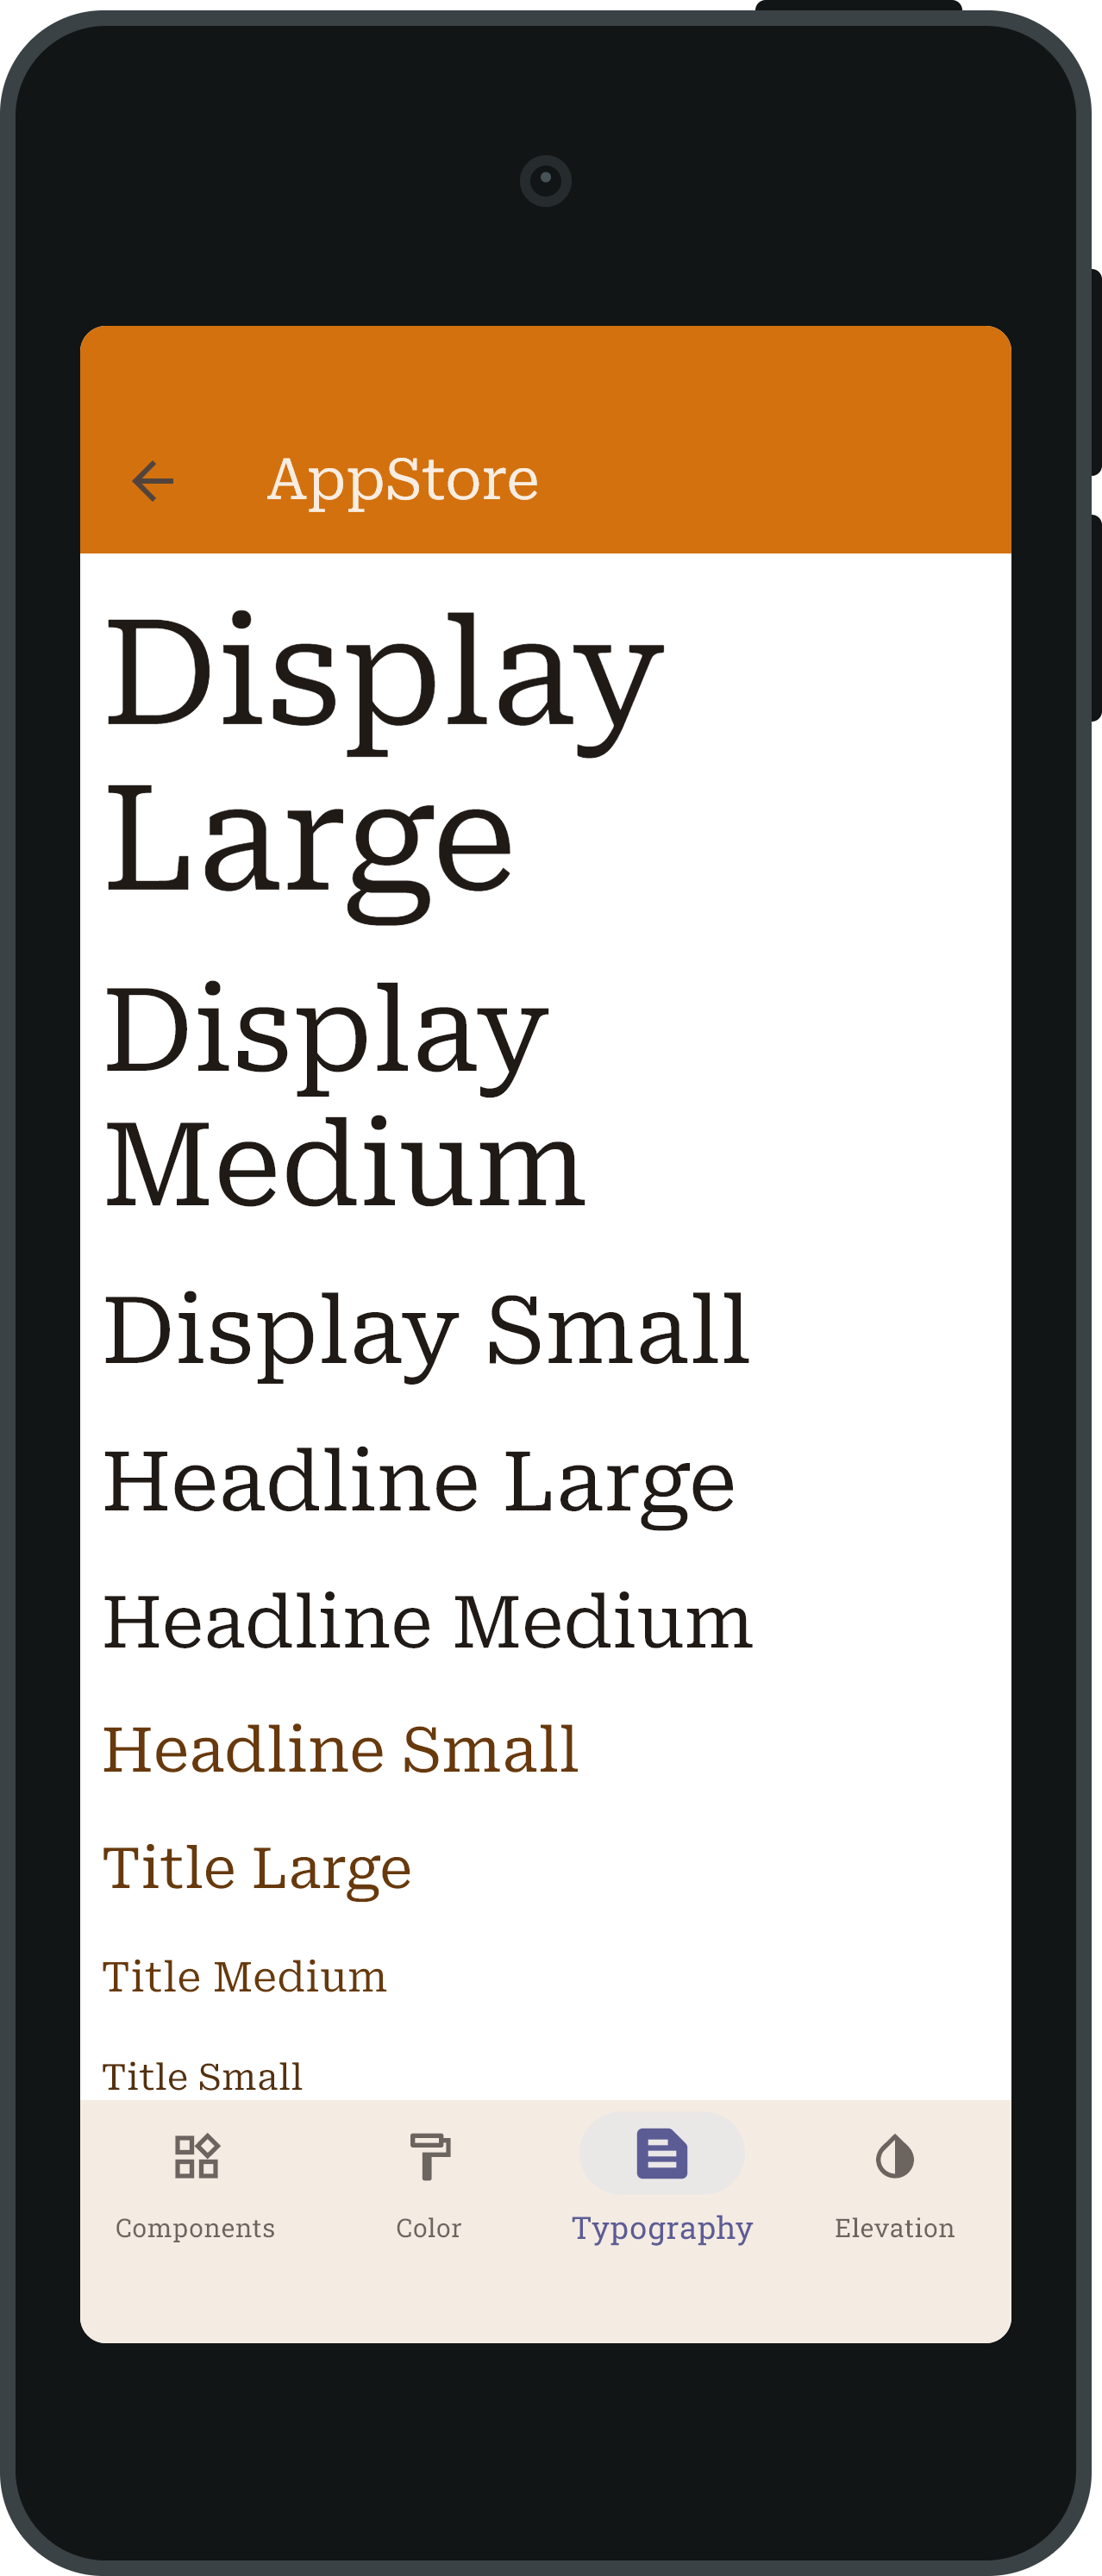 AppStore
Display
Large
Display
Medium
Display Small
Headline Large
Headline Medium
Headline Small
Title Large
Title Medium
Title Small
Components
Color
Typography
Elevation